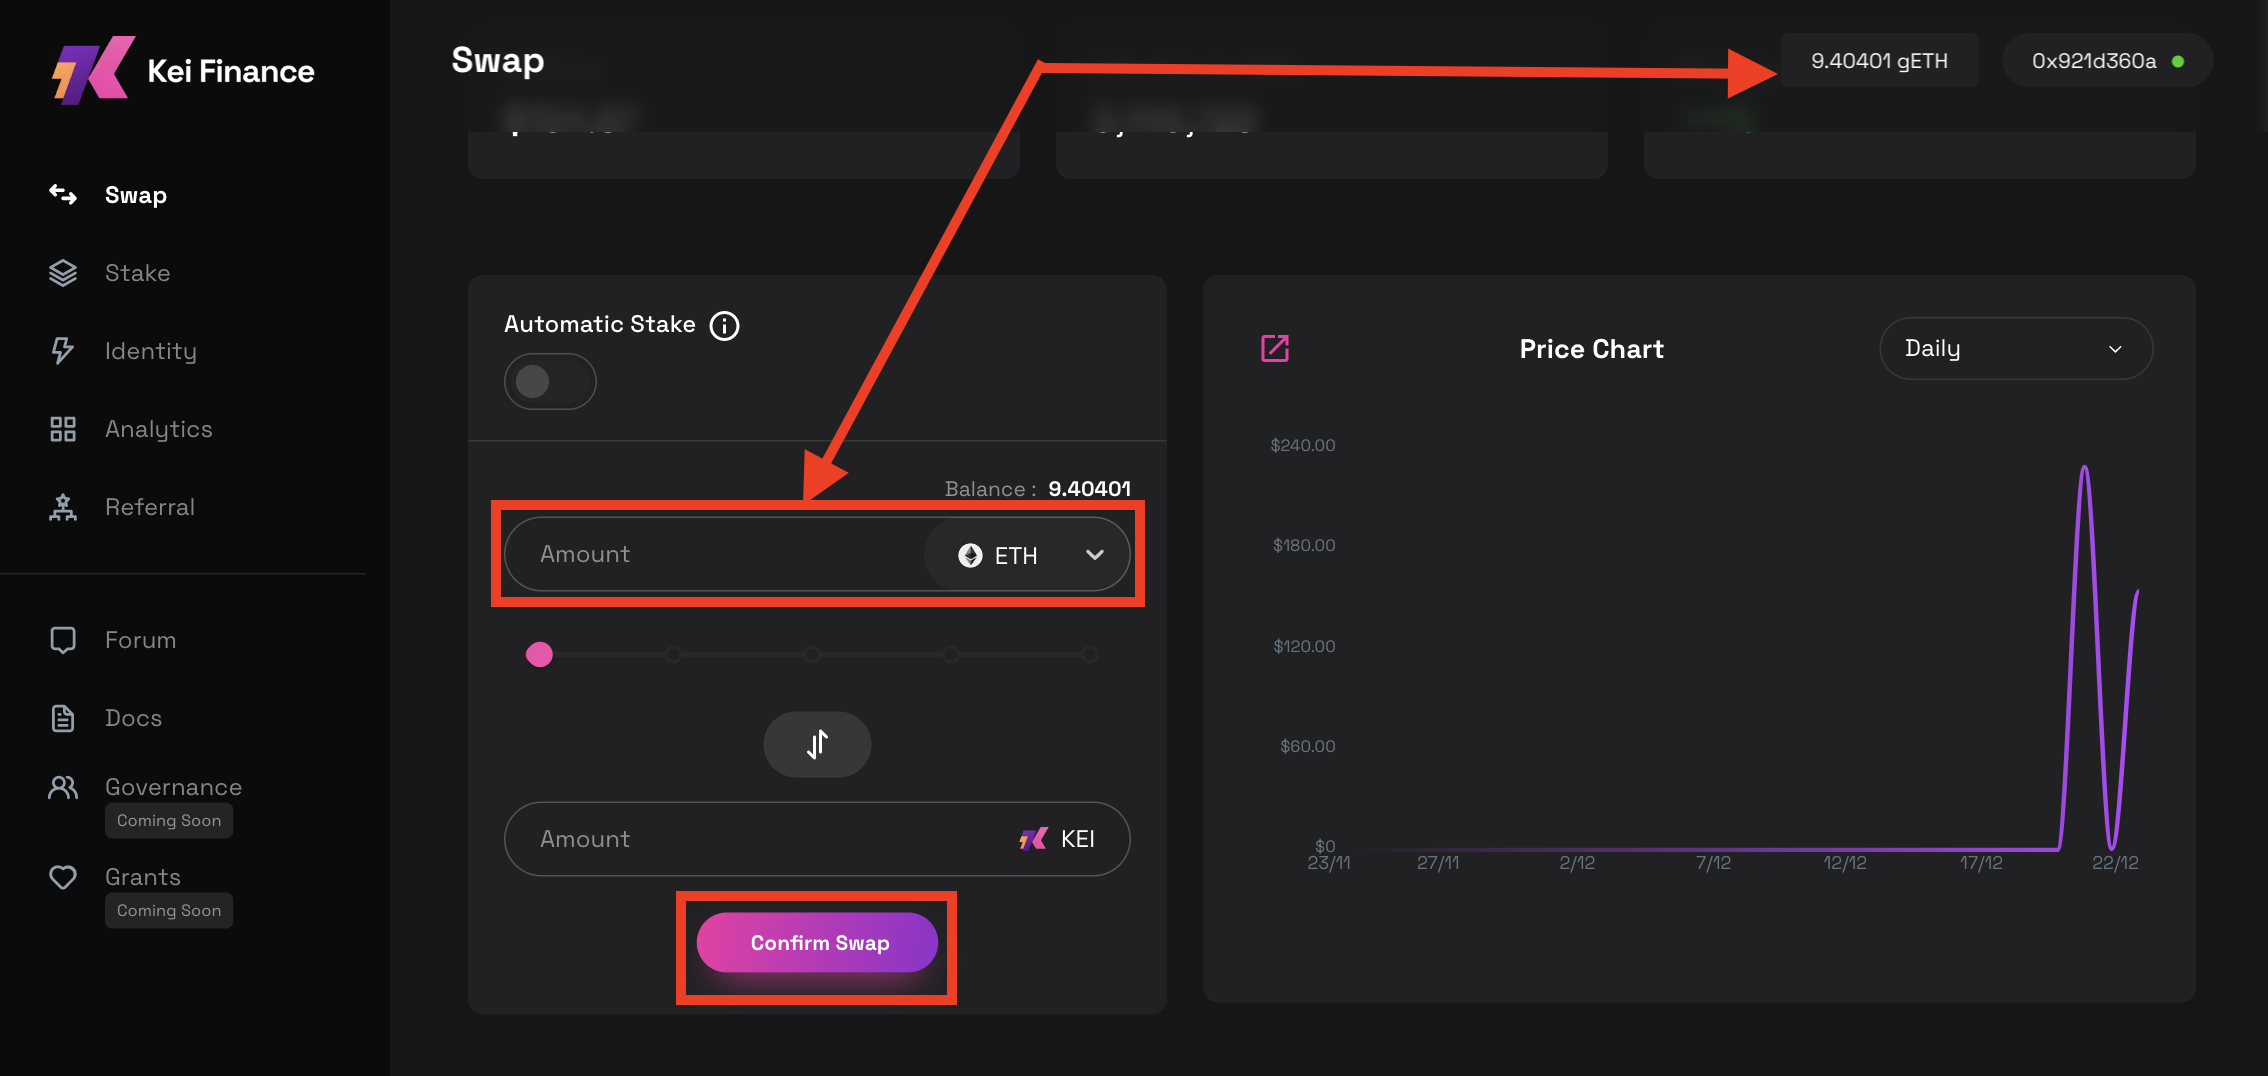 Kei Finance
Swap
Stake
Identity
Analytics
Referral
Forum
Docs
Governance
Coming Soon
Grants
Coming Soon
Swap
9.40401 gETH
0x921d360a
Automatic Stake
Balance : 9.40401
Amount
ETH
Amount
KEI
Confirm Swap
Price Chart
Daily
$240.00
$180.00
$120.00
$60.00
$0
23/11 27/11 2/12 7/12 12/12 17/12 22/12